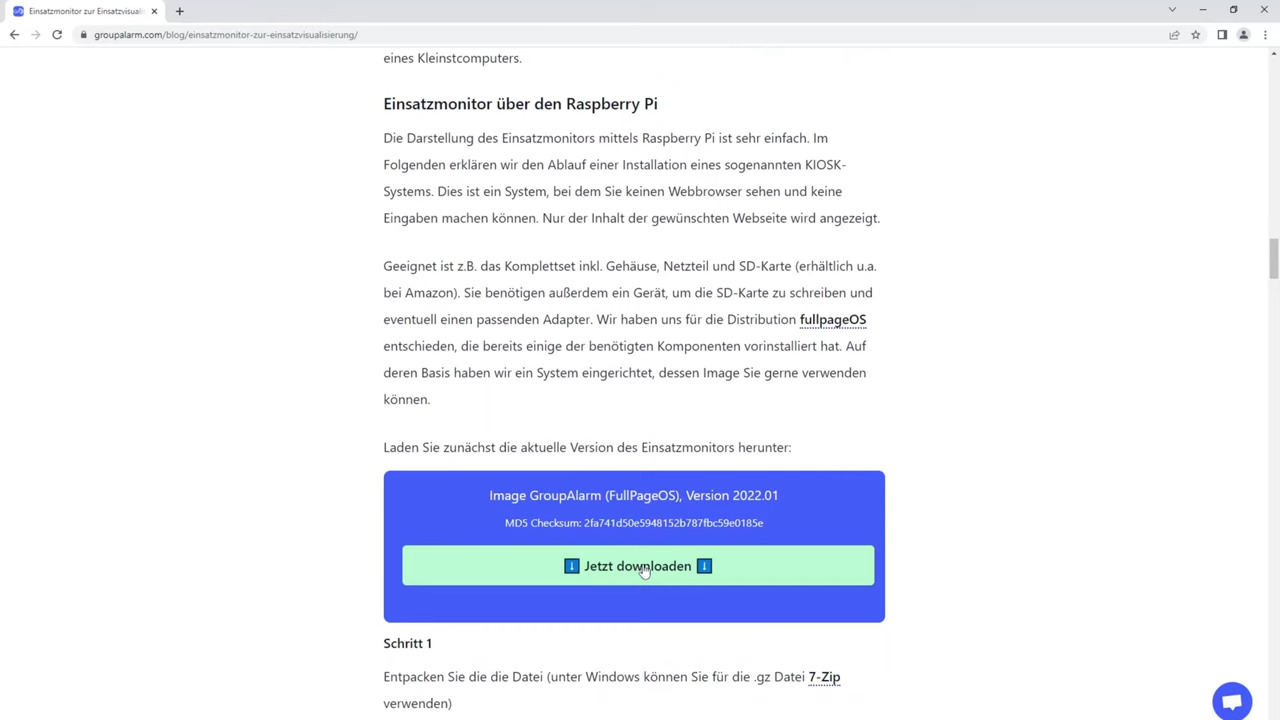 Einsatzmonitor zur Einsatzvisuali
groupalarm.com/blog/einsatzmonitor-zur-einsatzvisualisierung/
eines Kleinstcomputers.
Einsatzmonitor über den Raspberry Pi
Die Darstellung des Einsatzmonitors mittels Raspberry Pi ist sehr einfach. Im
Folgenden erklären wir den Ablauf einer Installation eines sogenannten KIOSK-
Systems. Dies ist ein System, bei dem Sie keinen Webbrowser sehen und keine
Eingaben machen können. Nur der Inhalt der gewünschten Webseite wird angezeigt.
Geeignet ist z.B. das Komplettset inkl. Gehäuse, Netzteil und SD-Karte (erhältlich u.a.
bei Amazon). Sie benötigen außerdem ein Gerät, um die SD-Karte zu schreiben und
eventuell einen passenden Adapter. Wir haben uns für die Distribution fullpageOS
entschieden, die bereits einige der benötigten Komponenten vorinstalliert hat. Auf
deren Basis haben wir ein System eingerichtet, dessen Image Sie gerne verwenden
können.
Laden Sie zunächst die aktuelle Version des Einsatzmonitors herunter:
Image GroupAlarm (FullPageOS), Version 2022.01
MD5 Checksum: 2fa741d50e5948152b787fbc59e0185e
⬇ Jetzt downloaden ⬇
Schritt 1
Entpacken Sie die die Datei (unter Windows können Sie für die .gz Datei 7-Zip
verwenden)